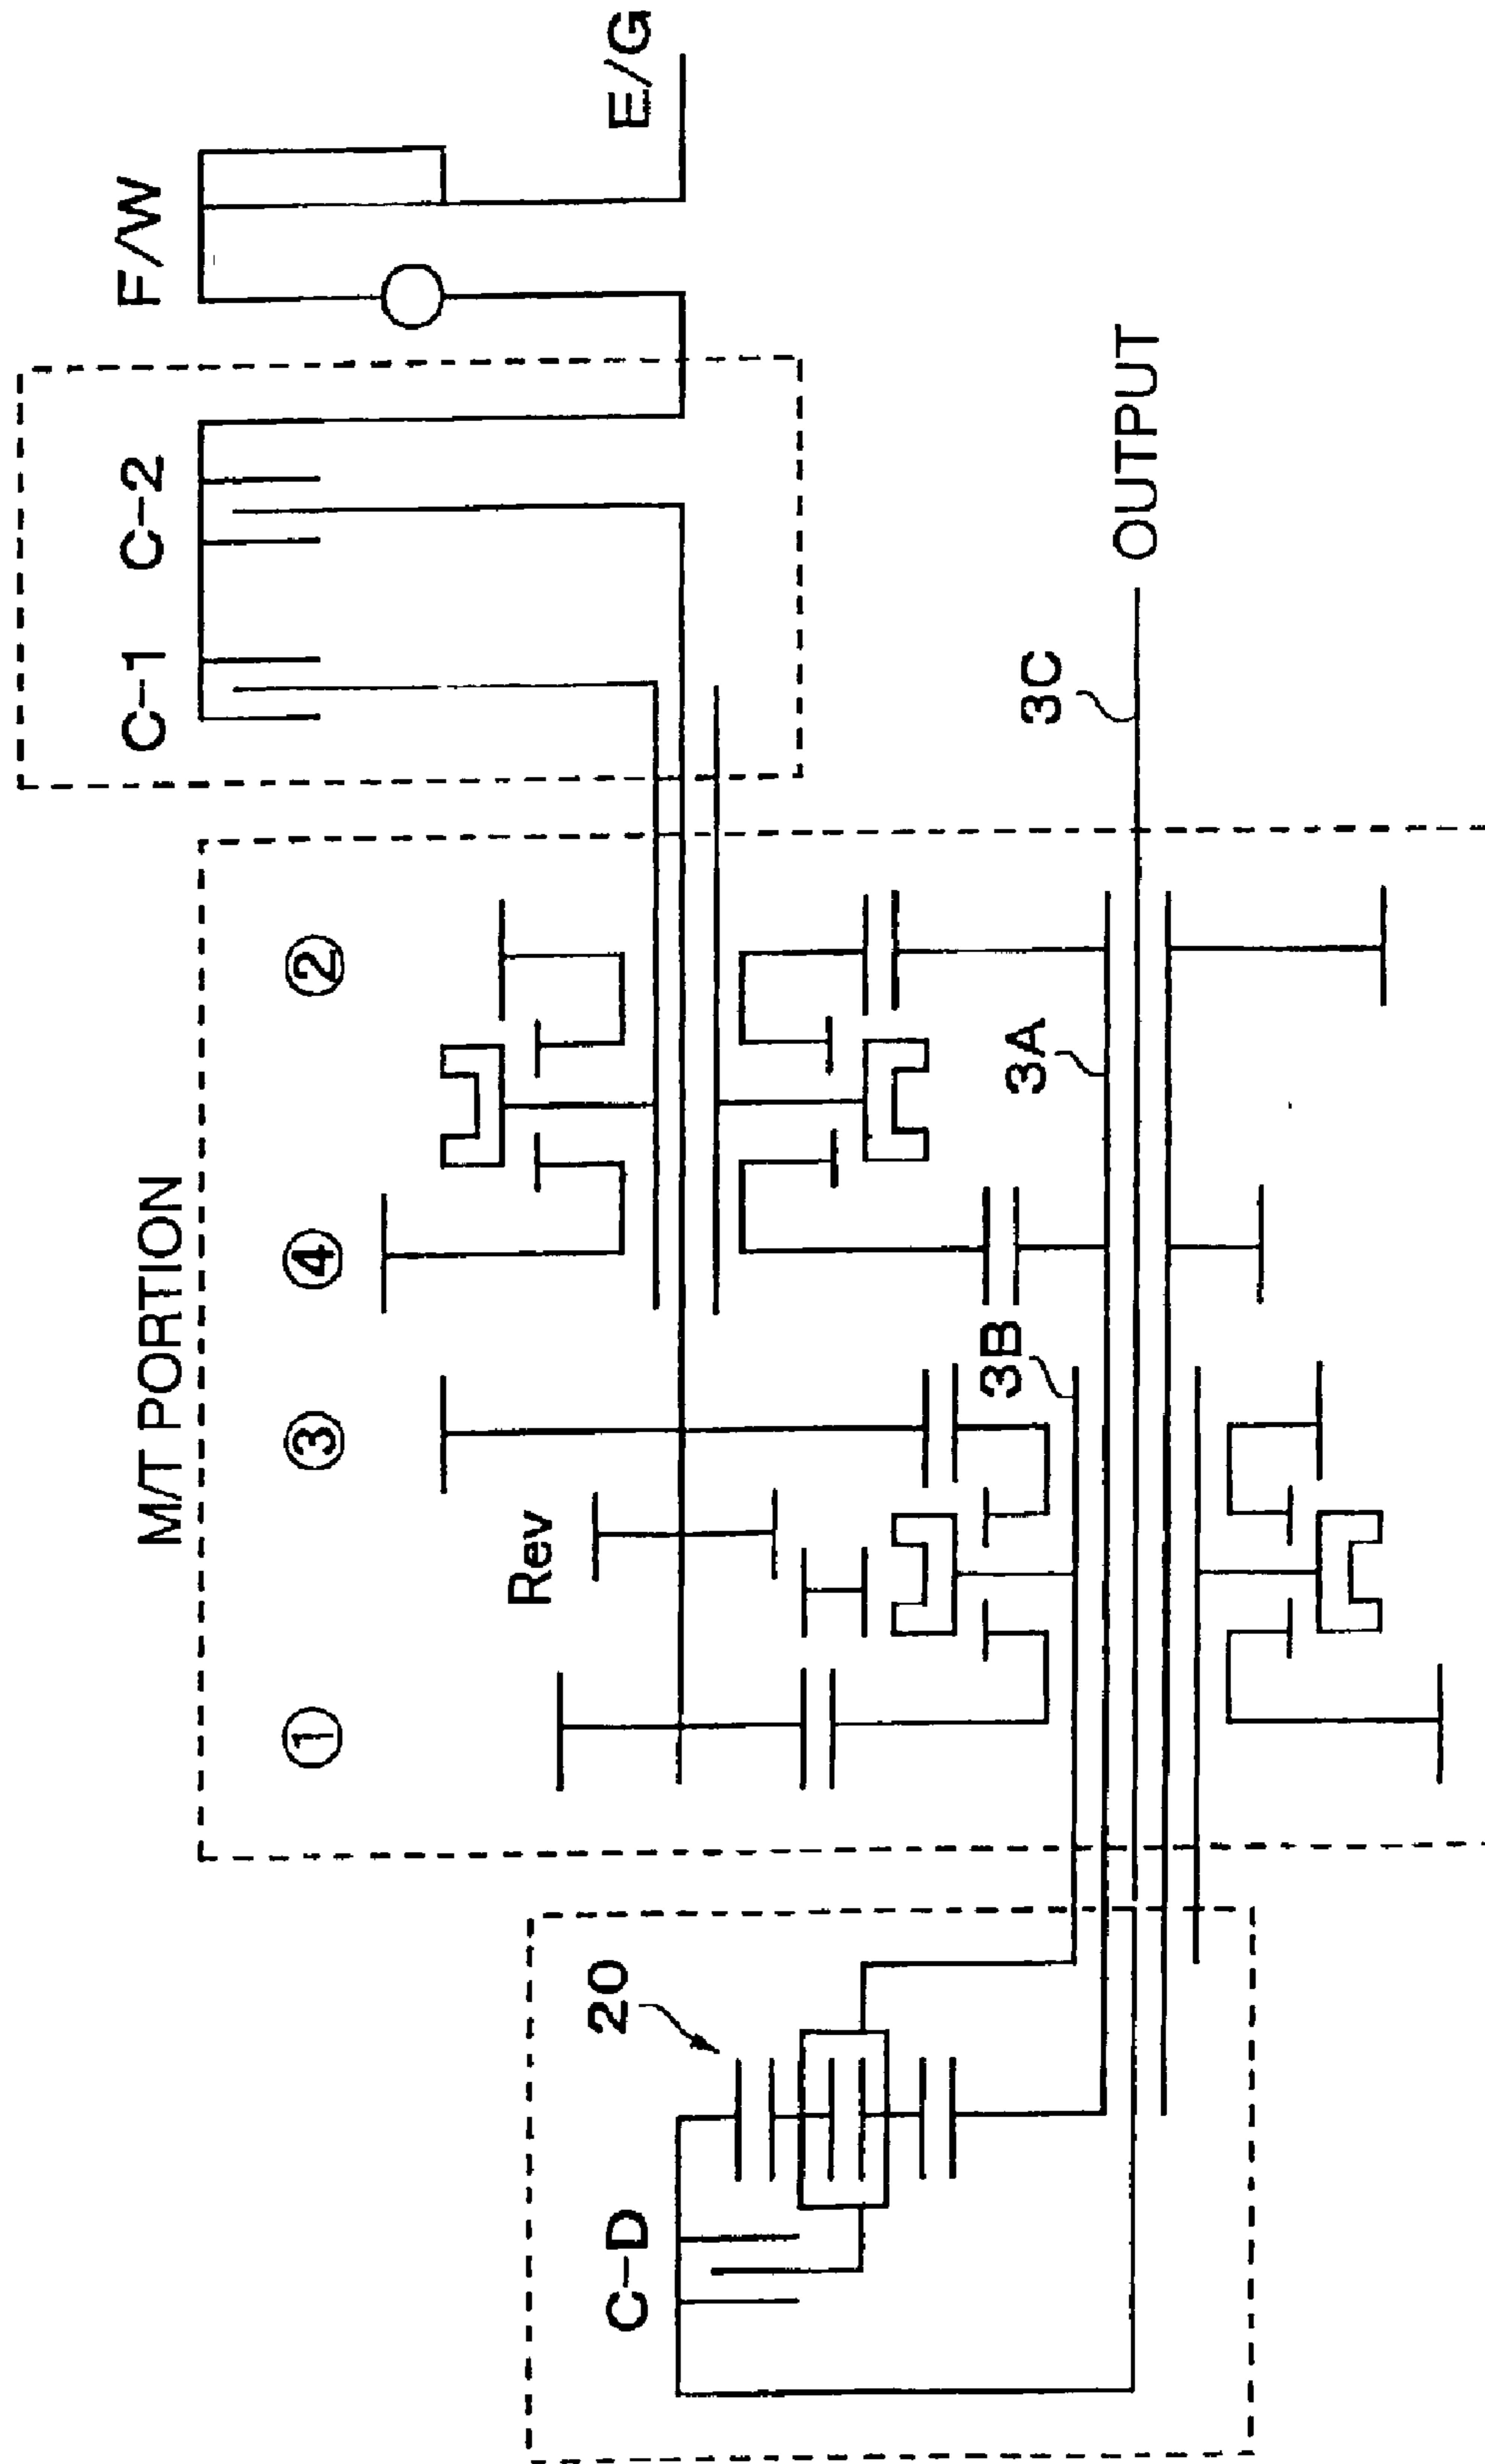 F/W
E/G
C-1
C-2
M/T PORTION
①
③
④
②
Rev
3B
3A
3C
OUTPUT
20
C-D